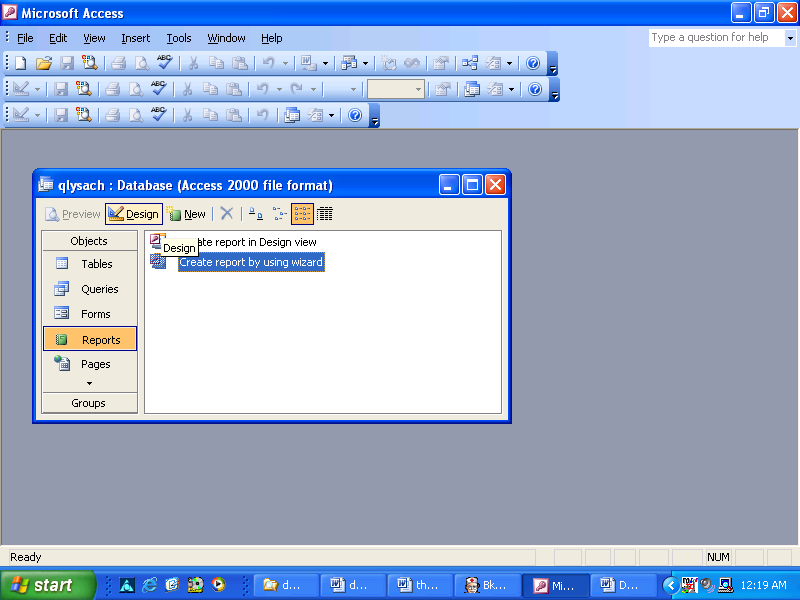 Microsoft Access
File Edit View Insert Tools Window Help
Type a question for help
qlysach : Database (Access 2000 file format)
Preview Design New
Objects
Tables
Queries
Forms
Reports
Pages
Groups
ate report in Design view
Design
Create report by using wizard
Ready
NUM
start
d...
d...
th...
Bk...
Mi...
D...
12:19 AM